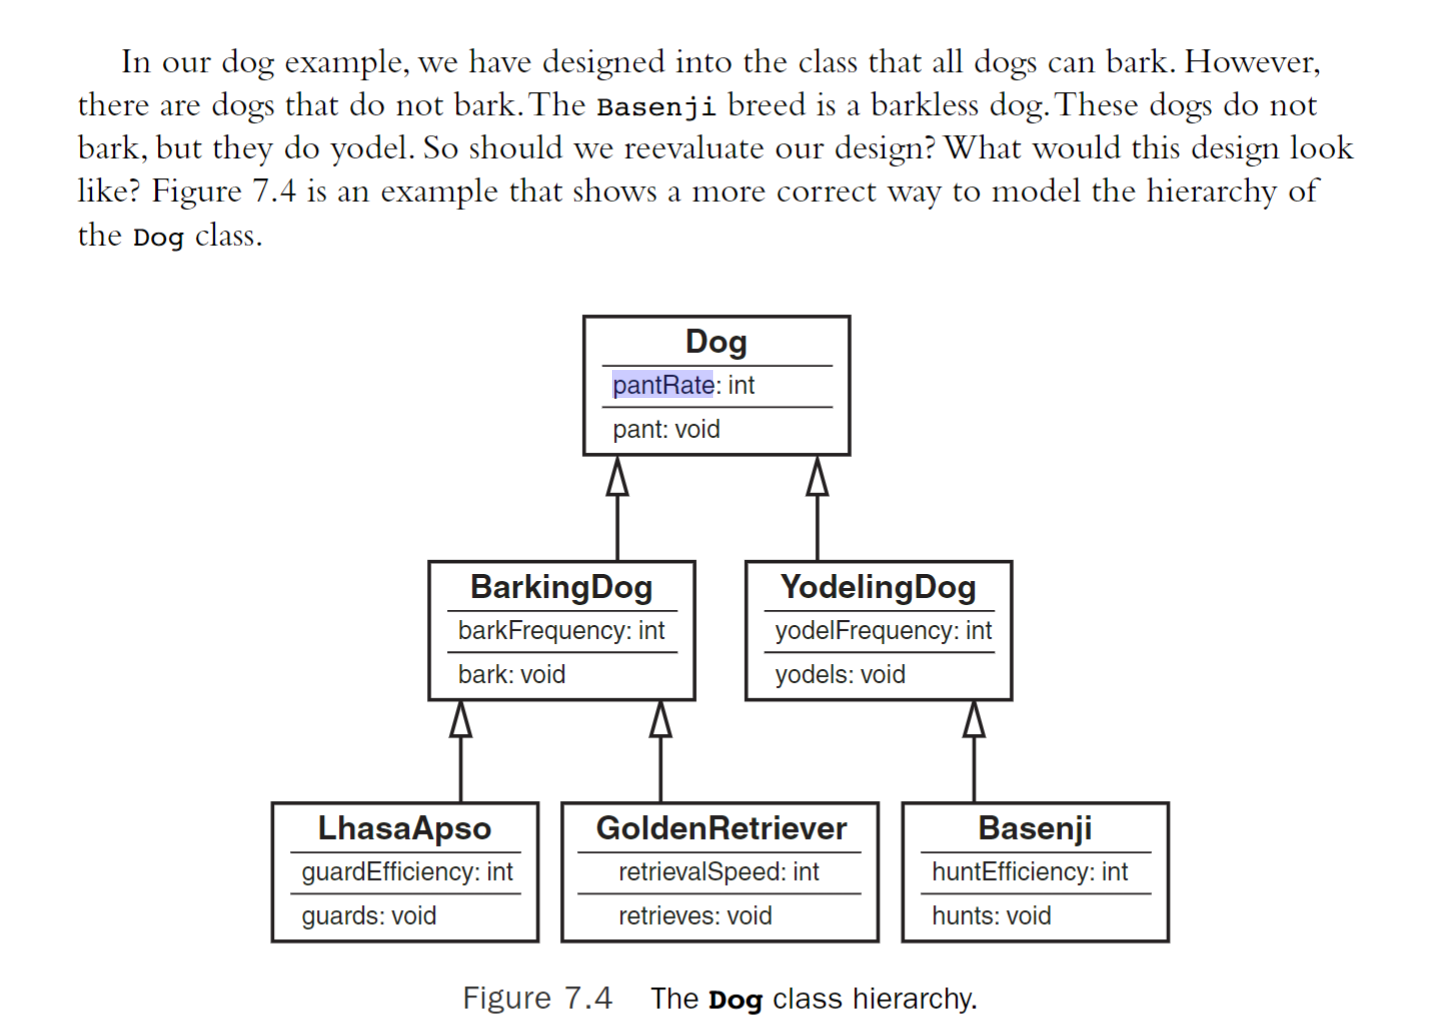 In our dog example, we have designed into the class that all dogs can bark. However,
there are dogs that do not bark. The Basenji breed is a barkless dog. These dogs do not
bark, but they do yodel. So should we reevaluate our design? What would this design look
like? Figure 7.4 is an example that shows a more correct way to model the hierarchy of
the Dog class.
Dog
pantRate: int
pant: void
BarkingDog
barkFrequency: int
bark: void
YodelingDog
yodelFrequency: int
yodels: void
LhasaApso
guardEfficiency: int
guards: void
GoldenRetriever
retrievalSpeed: int
retrieves: void
Basenji
huntEfficiency: int
hunts: void
Figure 7.4 The Dog class hierarchy.